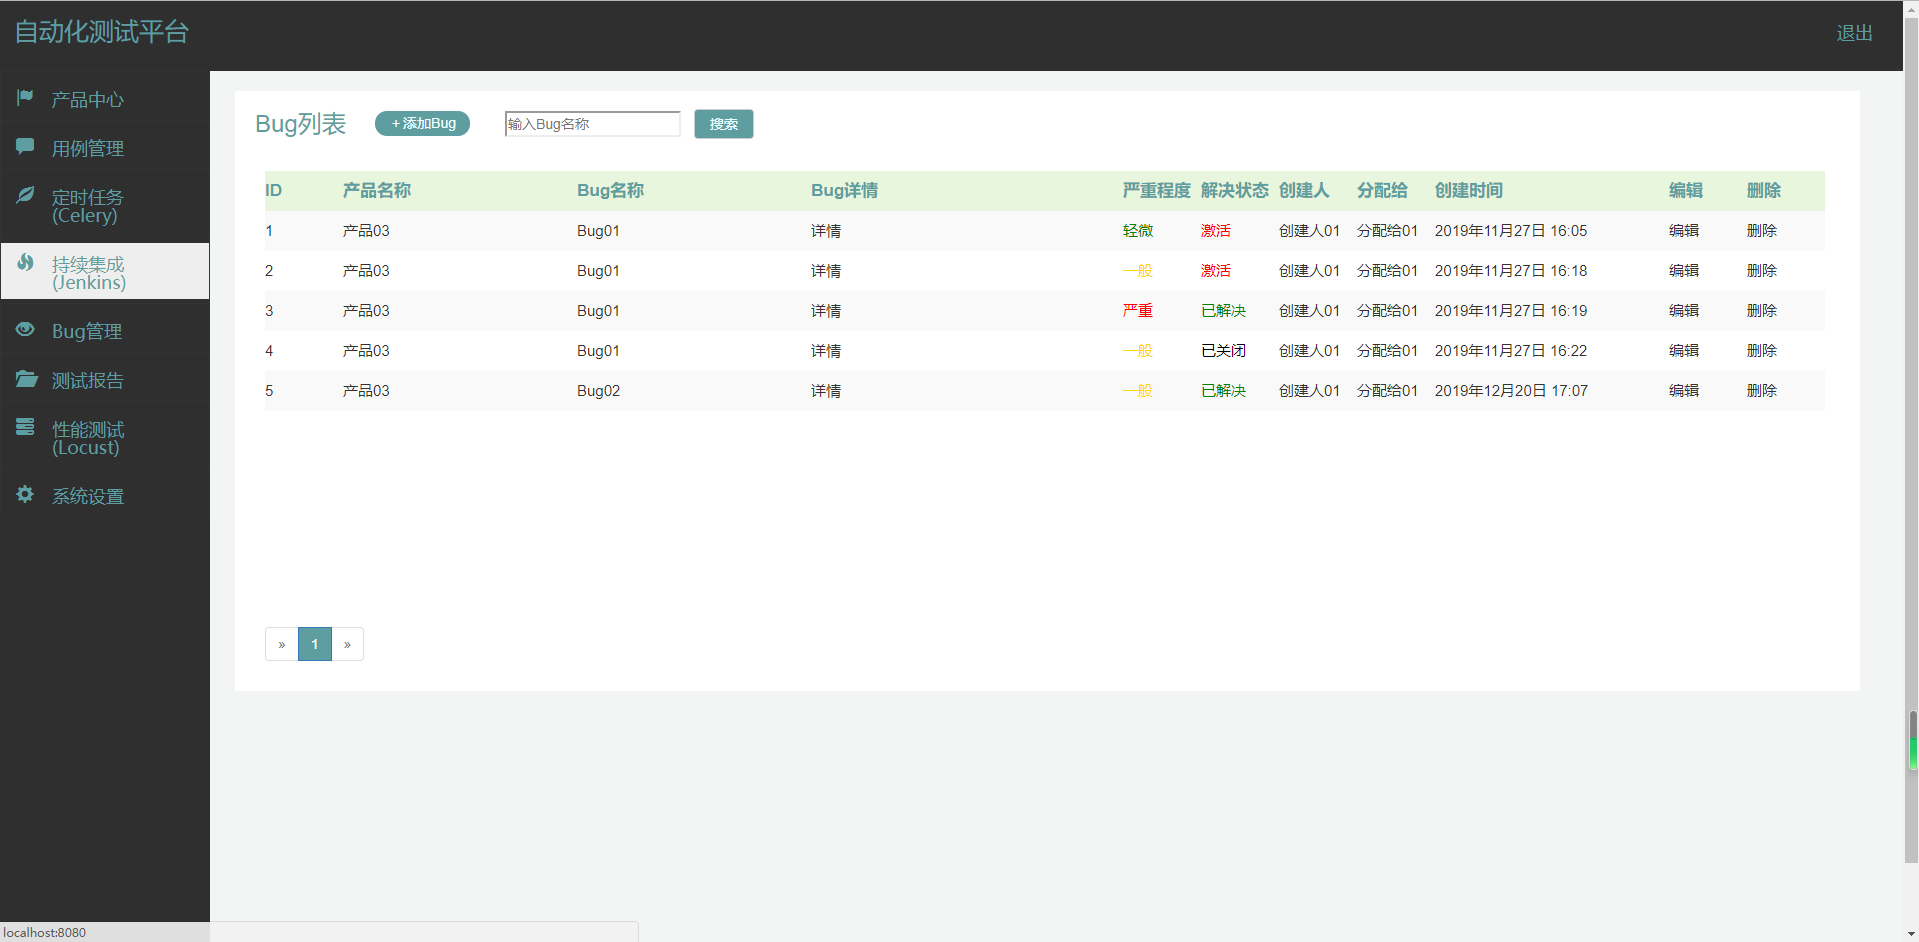 自动化测试平台
退出
产品中心
用例管理
定时任务
(Celery)
持续集成
(Jenkins)
Bug管理
测试报告
性能测试
(Locust)
系统设置
Bug列表 +添加Bug 输入Bug名称 搜索
ID 产品名称 Bug名称 Bug详情 严重程度 解决状态 创建人 分配给 创建时间 编辑 删除
1 产品03 Bug01 详情 轻微 激活 创建人01 分配给01 2019年11月27日 16:05 编辑 删除
2 产品03 Bug01 详情 一般 激活 创建人01 分配给01 2019年11月27日 16:18 编辑 删除
3 产品03 Bug01 详情 严重 已解决 创建人01 分配给01 2019年11月27日 16:19 编辑 删除
4 产品03 Bug01 详情 一般 已关闭 创建人01 分配给01 2019年11月27日 16:22 编辑 删除
5 产品03 Bug02 详情 一般 已解决 创建人01 分配给01 2019年12月20日 17:07 编辑 删除
» 1 »
localhost:8080